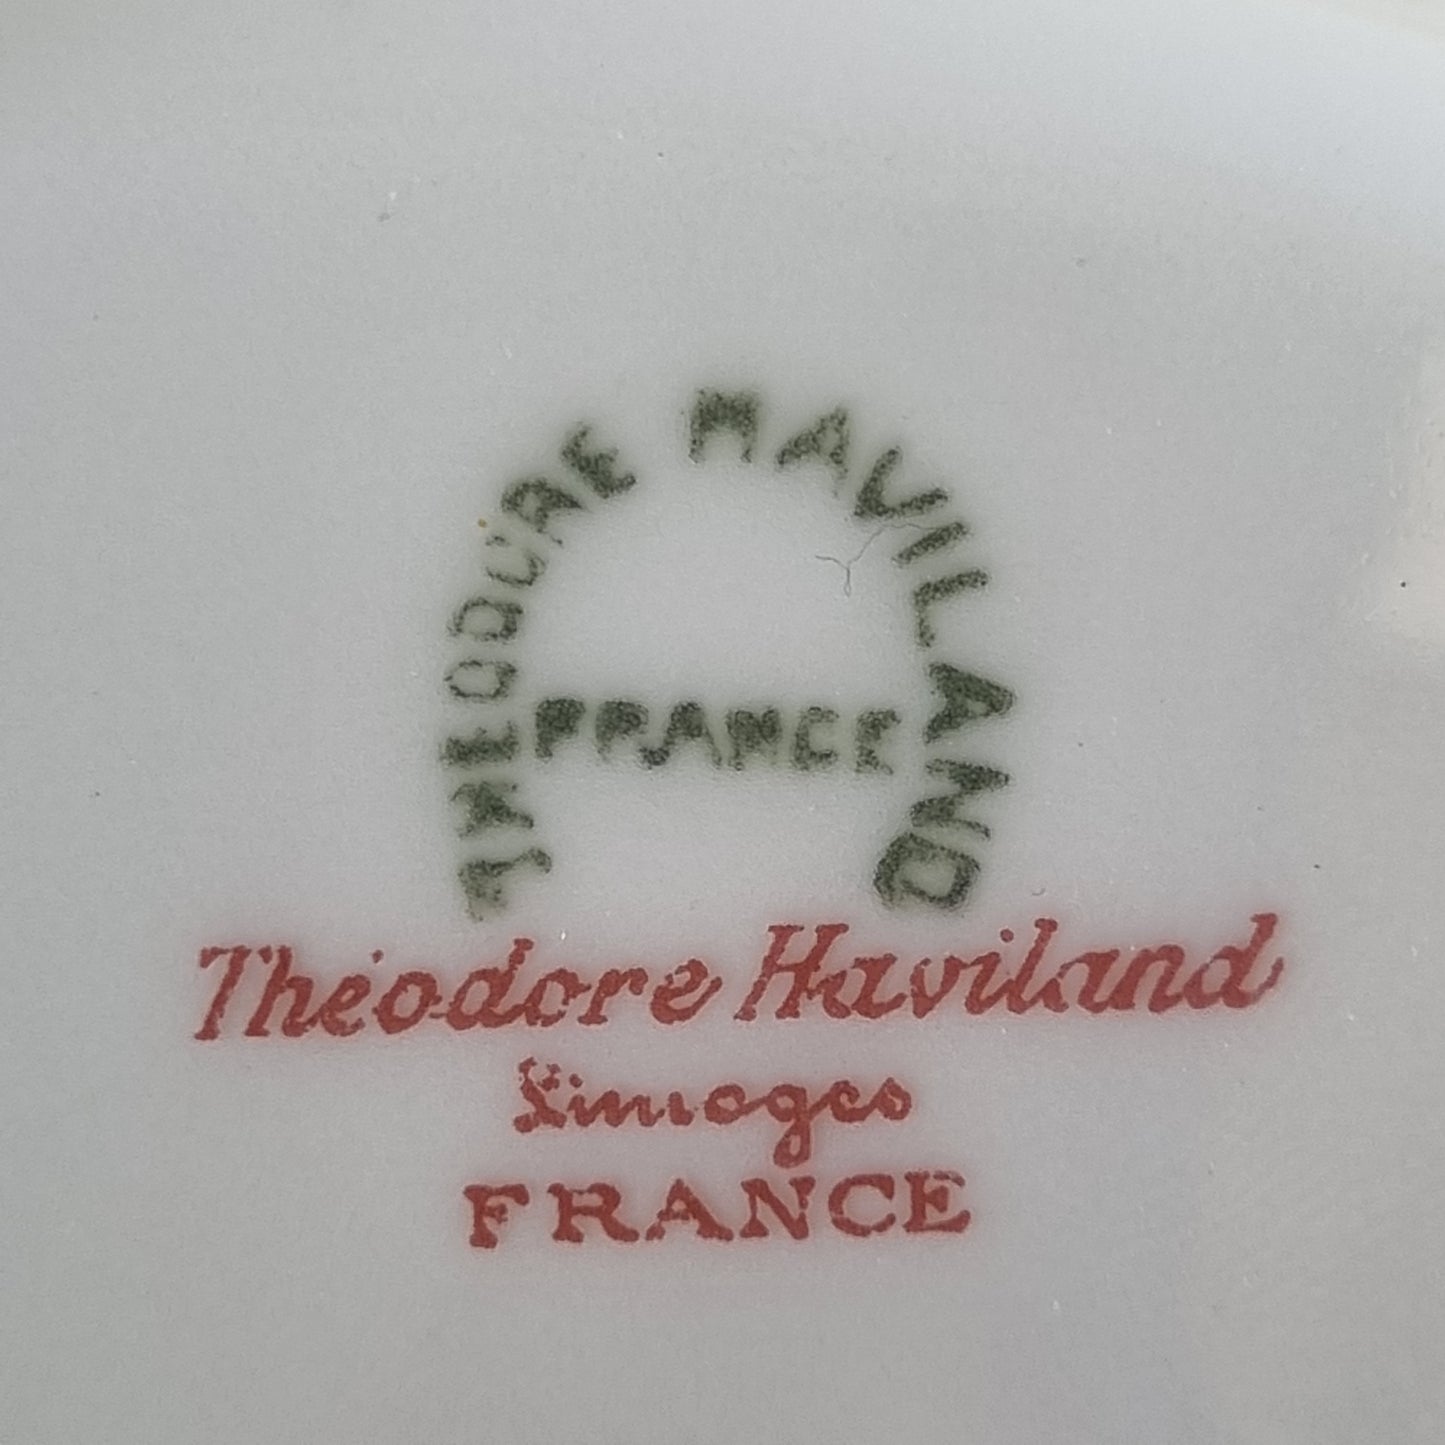 THEODORE HAVILAND
FRANCE
Théodore Haviland
Limoges
FRANCE